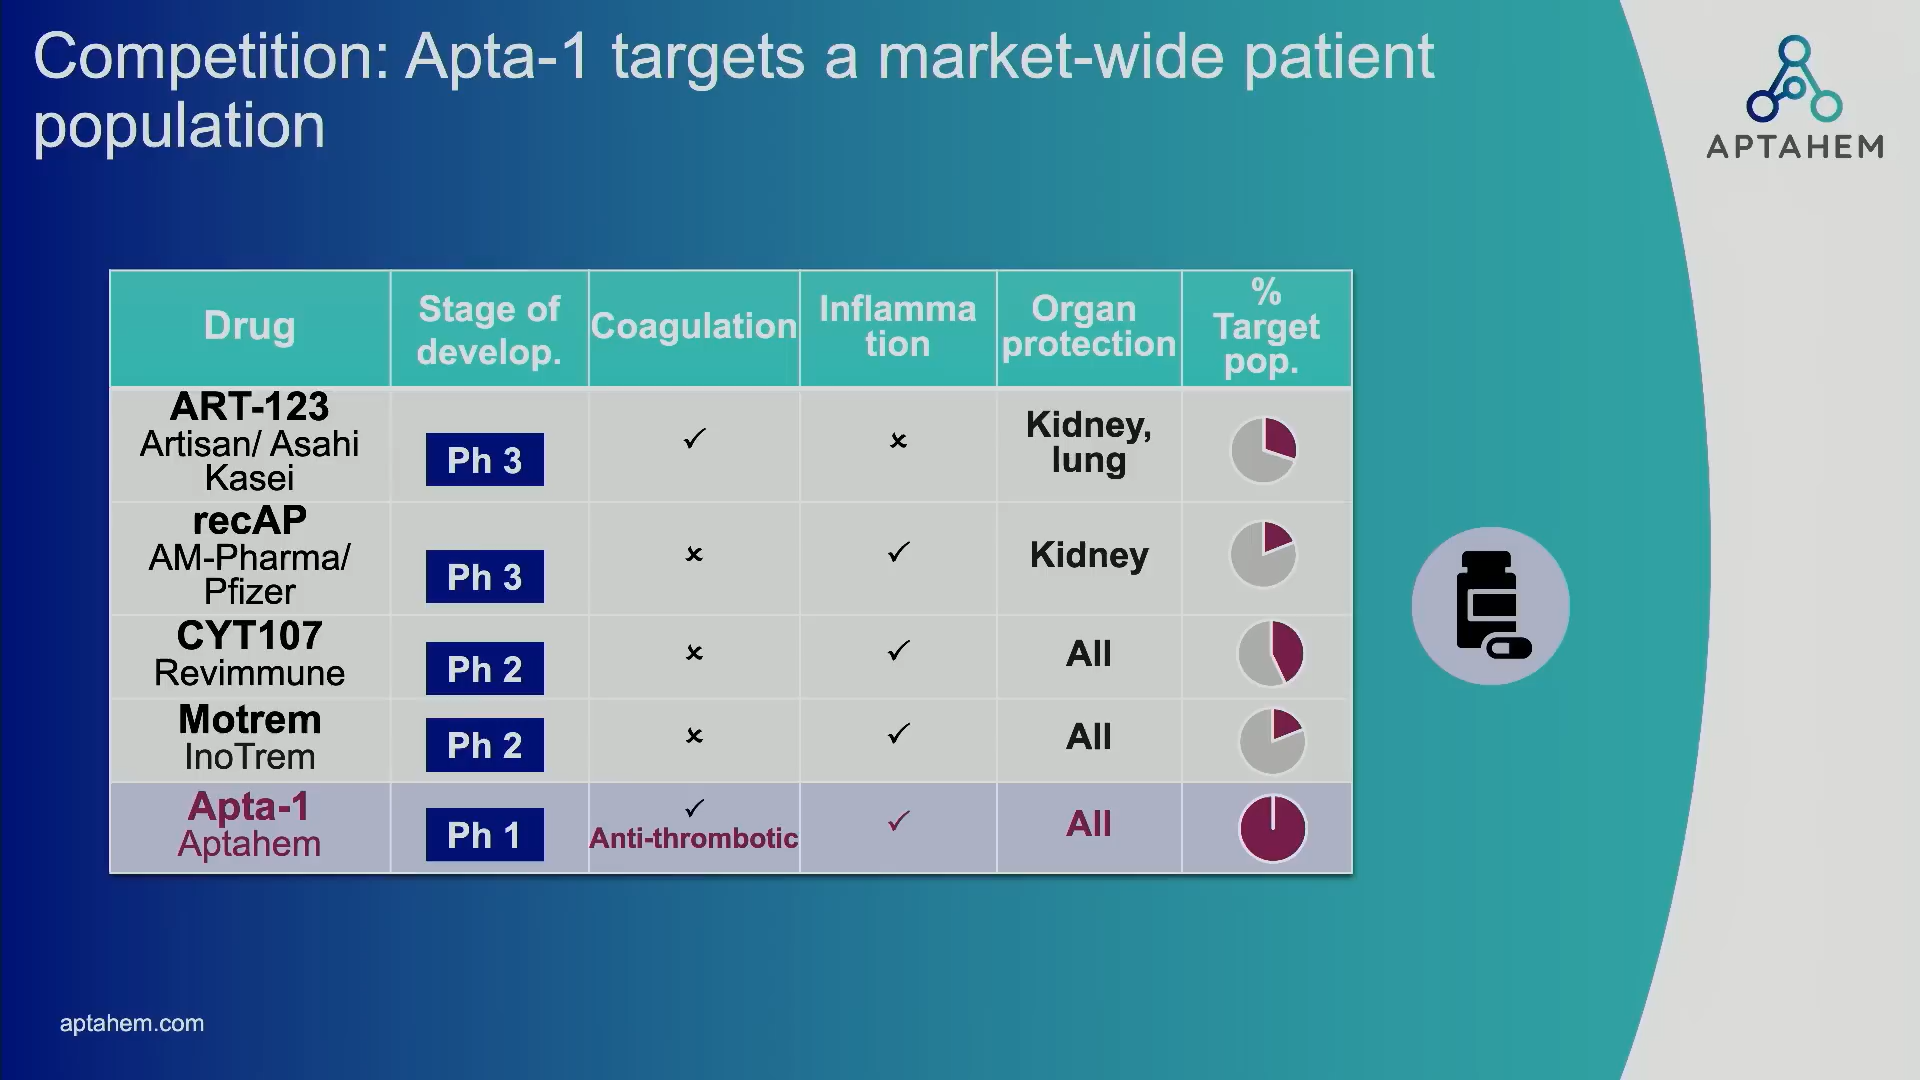 Competition: Apta-1 targets a market-wide patient
population
APTAHEM
Drug
Stage of
develop.
Coagulation
Inflamma
tion
Organ
protection
%
Target
pop.
ART-123
Artisan/ Asahi
Kasei
Ph 3
✓
×
Kidney,
lung
recAP
AM-Pharma/
Pfizer
Ph 3
×
✓
Kidney
CYT107
Revimmune
Ph 2
×
✓
All
Motrem
InoTrem
Ph 2
×
✓
All
Apta-1
Aptahem
Ph 1
✓
Anti-thrombotic
✓
All
aptahem.com